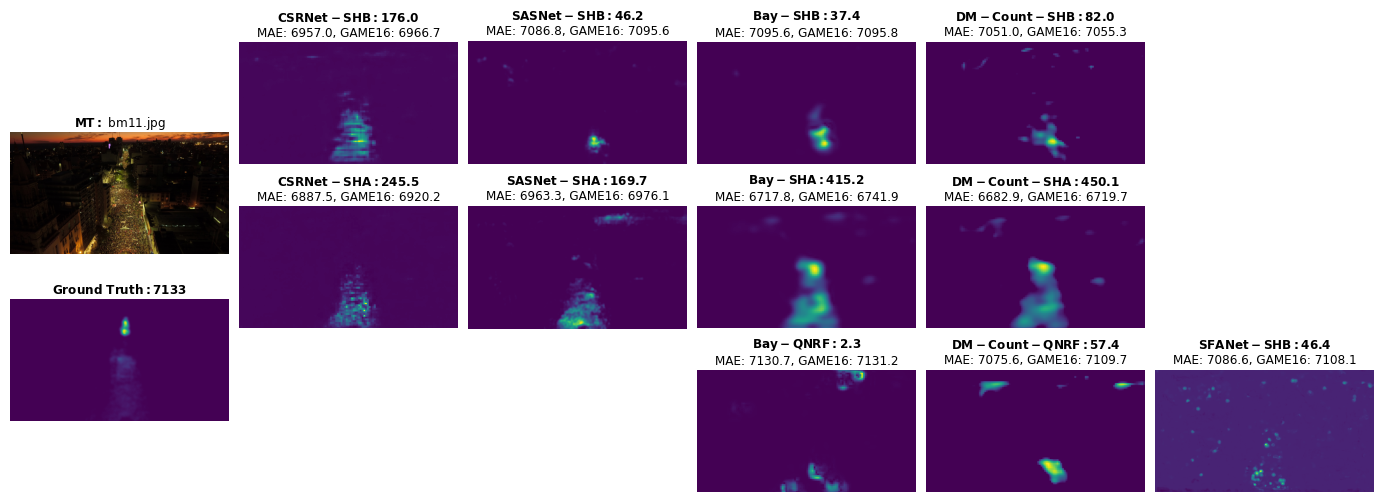 MT: bm11.jpg
Ground Truth: 7133
CSRNet − SHB: 176.0
MAE: 6957.0, GAME16: 6966.7
SASNet − SHB: 46.2
MAE: 7086.8, GAME16: 7095.6
Bay − SHB: 37.4
MAE: 7095.6, GAME16: 7095.8
DM − Count − SHB: 82.0
MAE: 7051.0, GAME16: 7055.3
CSRNet − SHA: 245.5
MAE: 6887.5, GAME16: 6920.2
SASNet − SHA: 169.7
MAE: 6963.3, GAME16: 6976.1
Bay − SHA: 415.2
MAE: 6717.8, GAME16: 6741.9
DM − Count − SHA: 450.1
MAE: 6682.9, GAME16: 6719.7
Bay − QNRF: 2.3
MAE: 7130.7, GAME16: 7131.2
DM − Count − QNRF: 57.4
MAE: 7075.6, GAME16: 7109.7
SFANet − SHB: 46.4
MAE: 7086.6, GAME16: 7108.1